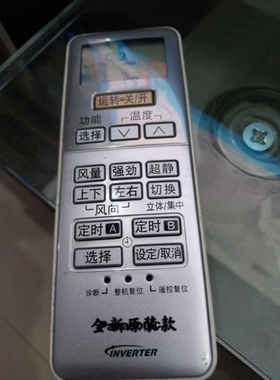 运转•关/开
功能 温度
选择
风量 强劲 超静
上下 左右 切换
风向 立体/集中
定时A 定时B
选择 设定/取消
诊断 整机复位 遥控复位
全新原装款
INVERTER